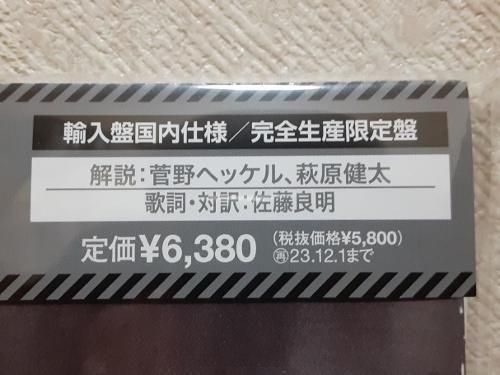 輸入盤国内仕様／完全生産限定盤
解説：菅野ヘッケル、萩原健太
歌詞・対訳：佐藤良明
定価¥6,380 (税抜価格¥5,800)
㊢23.12.1まで